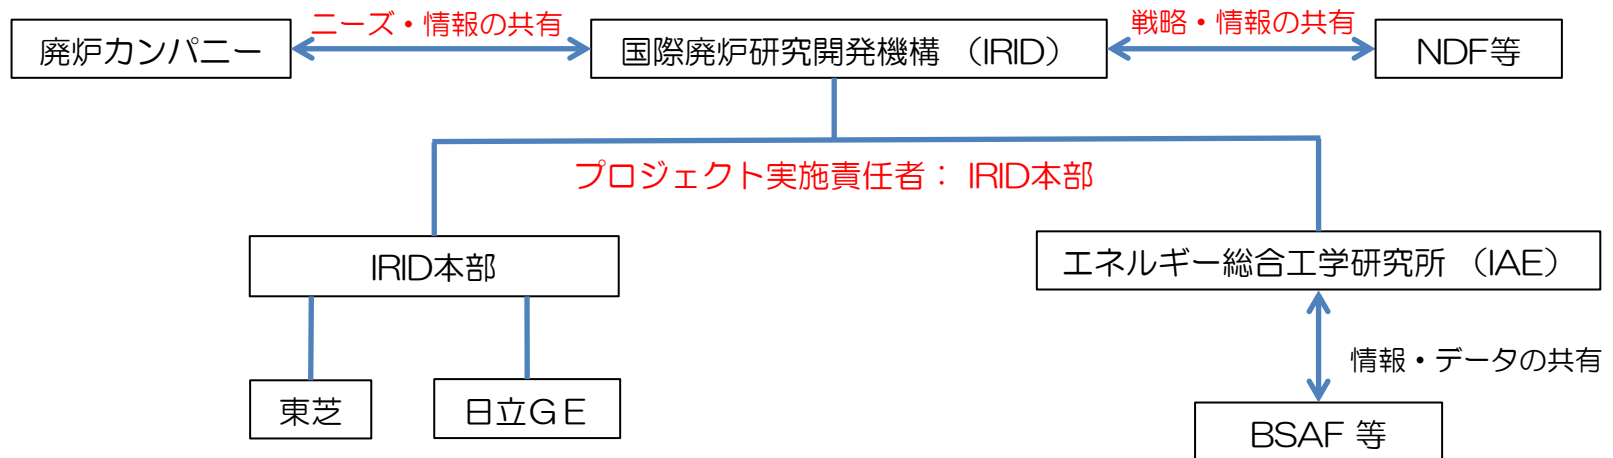 ニーズ・情報の共有
戦略・情報の共有
廃炉カンパニー
国際廃炉研究開発機構 （IRID）
NDF等
プロジェクト実施責任者： IRID本部
IRID本部
エネルギー総合工学研究所 （IAE）
情報・データの共有
東芝
日立GE
BSAF 等